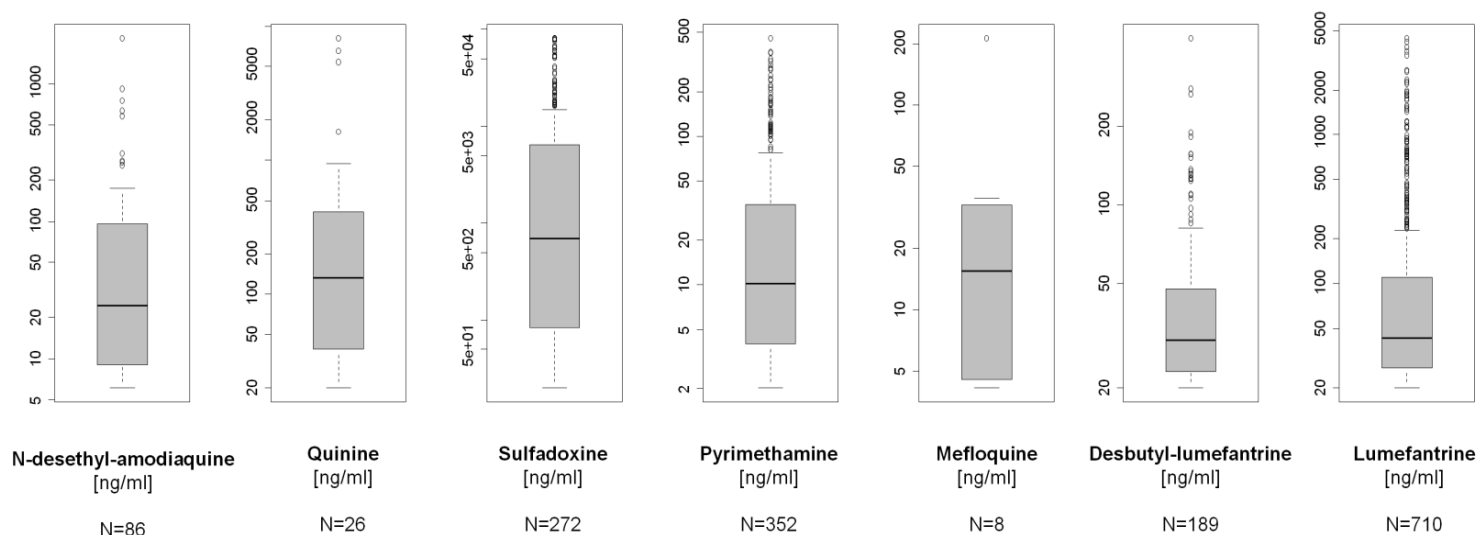 1000
500
200
100
50
20
10
5
N-desethyl-amodiaquine
[ng/ml]
N=86
5000
2000
500
200
100
50
20
Quinine
[ng/ml]
N=26
5e+04
5e+03
5e+02
5e+01
Sulfadoxine
[ng/ml]
N=272
500
200
100
50
20
10
5
2
Pyrimethamine
[ng/ml]
N=352
200
100
50
20
10
5
Mefloquine
[ng/ml]
N=8
200
100
50
20
Desbutyl-lumefantrine
[ng/ml]
N=189
5000
2000
1000
500
200
100
50
20
Lumefantrine
[ng/ml]
N=710